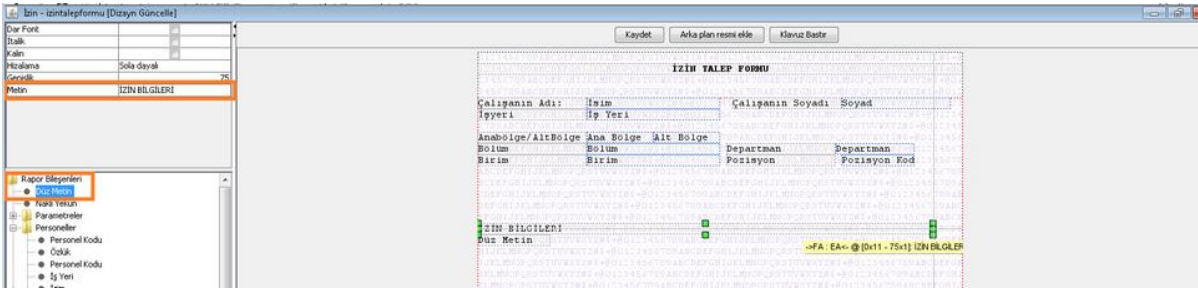 İzin - izintalepformu [Dizayn Güncelle]
Dar Font
İtalik
Kalın
Hizalama Sola dayalı
Genişlik 75
Metin İZİN BİLGİLERİ
Kaydet Arka plan resmi ekle Klavuz Bastır
Rapor Bileşenleri
Düz Metin
Nakli Yekün
Parametreler
Personeller
Personel Kodu
Özlük
Personel Kodu
İş Yeri
İsim
İZİN TALEP FORMU
Çalışanın Adı: İsim Çalışanın Soyadı Soyad
İşyeri İş Yeri
Anabölge/AltBölge Ana Bölge Alt Bölge
Bölüm Bölüm Departman Departman
Birim Birim Pozisyon Pozisyon Kod
İZİN BİLGİLERİ
Düz Metin
->FA : EA<- @ [0x11 - 75x1]: İZİN BİLGİLER